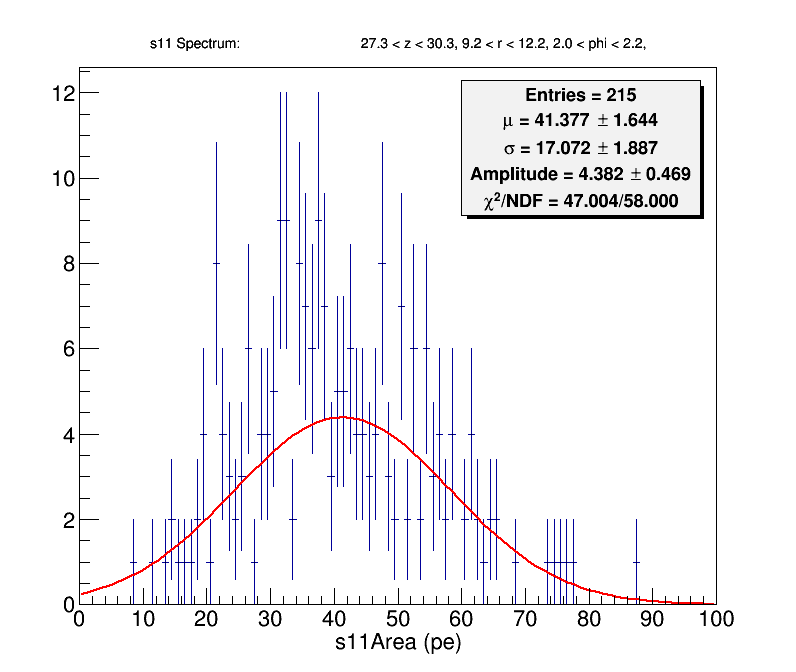 s11 Spectrum: 27.3 < z < 30.3, 9.2 < r < 12.2, 2.0 < phi < 2.2,
Entries = 215
μ = 41.377 ± 1.644
σ = 17.072 ± 1.887
Amplitude = 4.382 ± 0.469
χ²/NDF = 47.004/58.000
12
10
8
6
4
2
0
0 10 20 30 40 50 60 70 80 90 100
s11Area (pe)